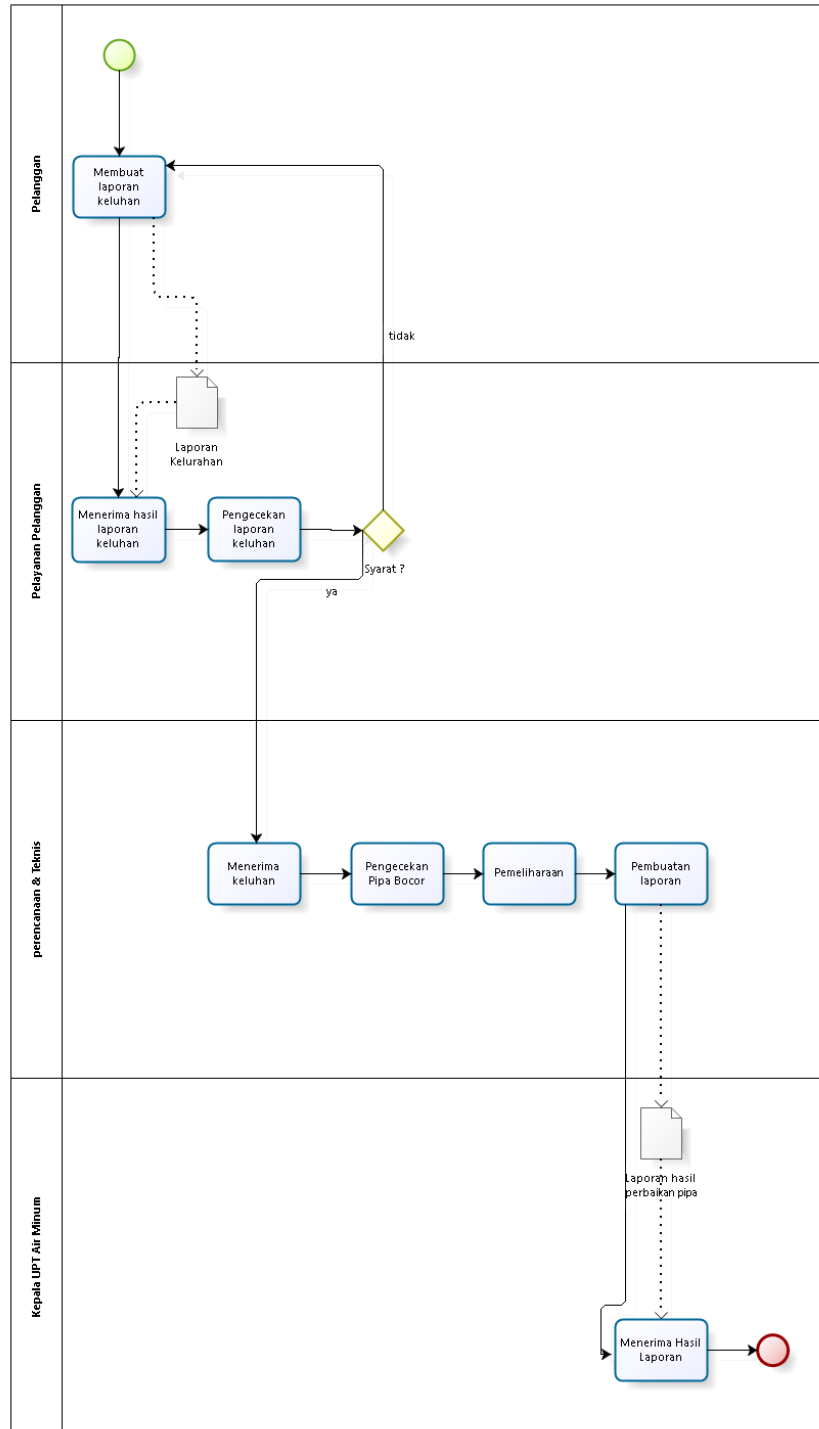 Pelanggan
Membuat
laporan
keluhan
tidak
Pelayanan Pelanggan
Laporan
Kelurahan
Menerima hasil
laporan
keluhan
Pengecekan
laporan
keluhan
Syarat ?
ya
perencanaan & Teknis
Menerima
keluhan
Pengecekan
Pipa Bocor
Pemeliharaan
Pembuatan
laporan
Kepala UPT Air Minum
Laporan hasil
perbaikan pipa
Menerima Hasil
Laporan